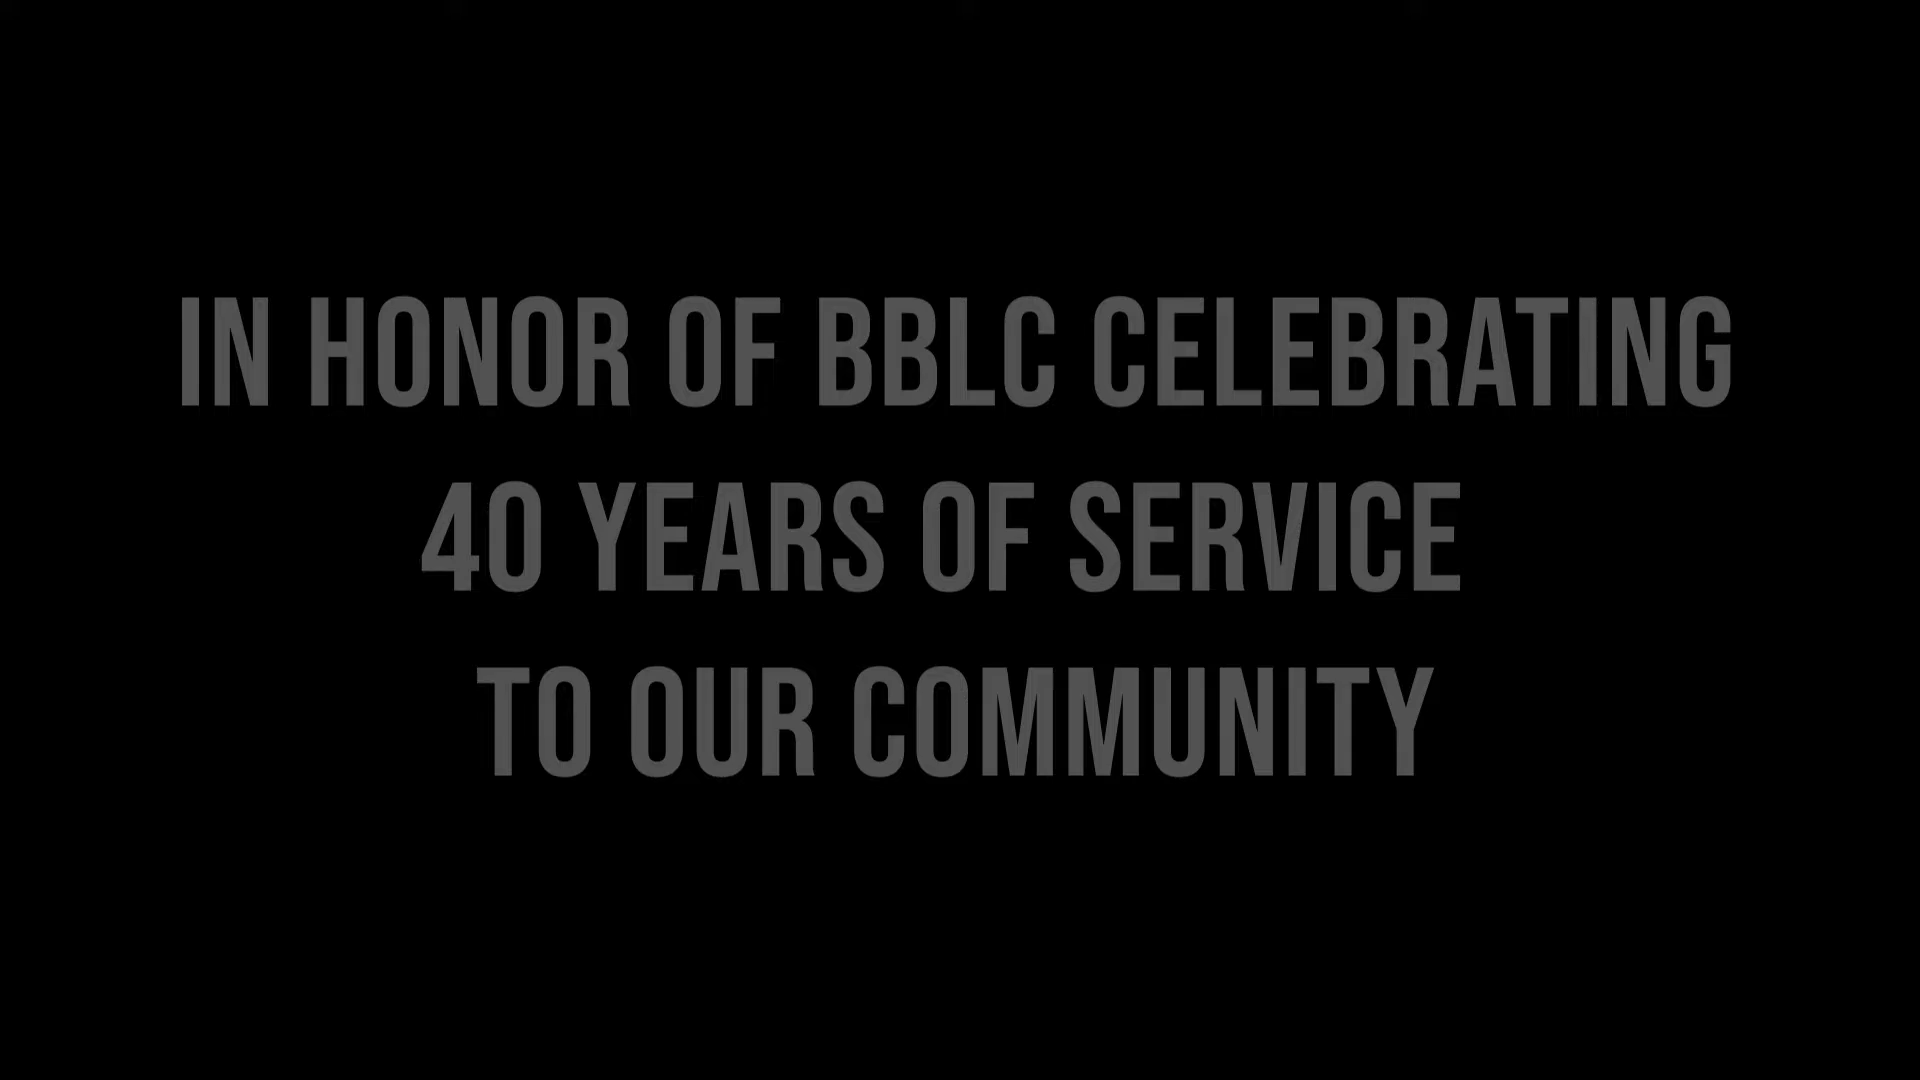 IN HONOR OF BBLC CELEBRATING
40 YEARS OF SERVICE
TO OUR COMMUNITY